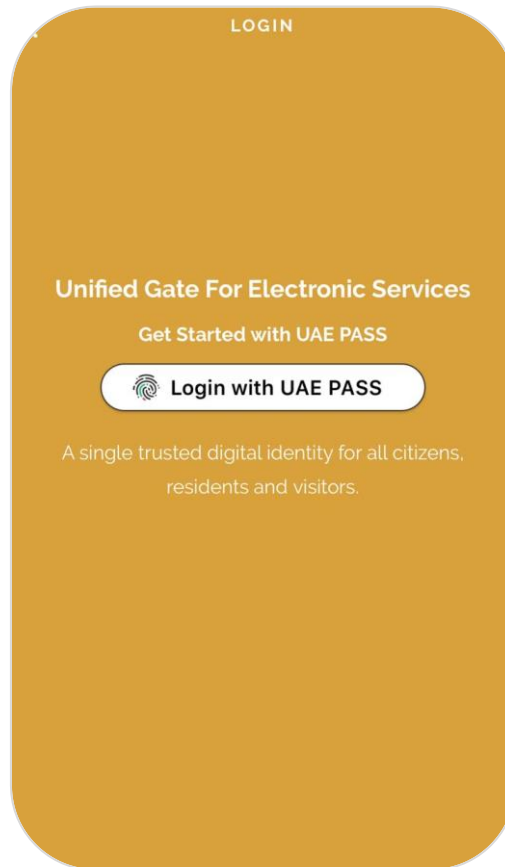 LOGIN
Unified Gate For Electronic Services
Get Started with UAE PASS
Login with UAE PASS
A single trusted digital identity for all citizens,
residents and visitors.